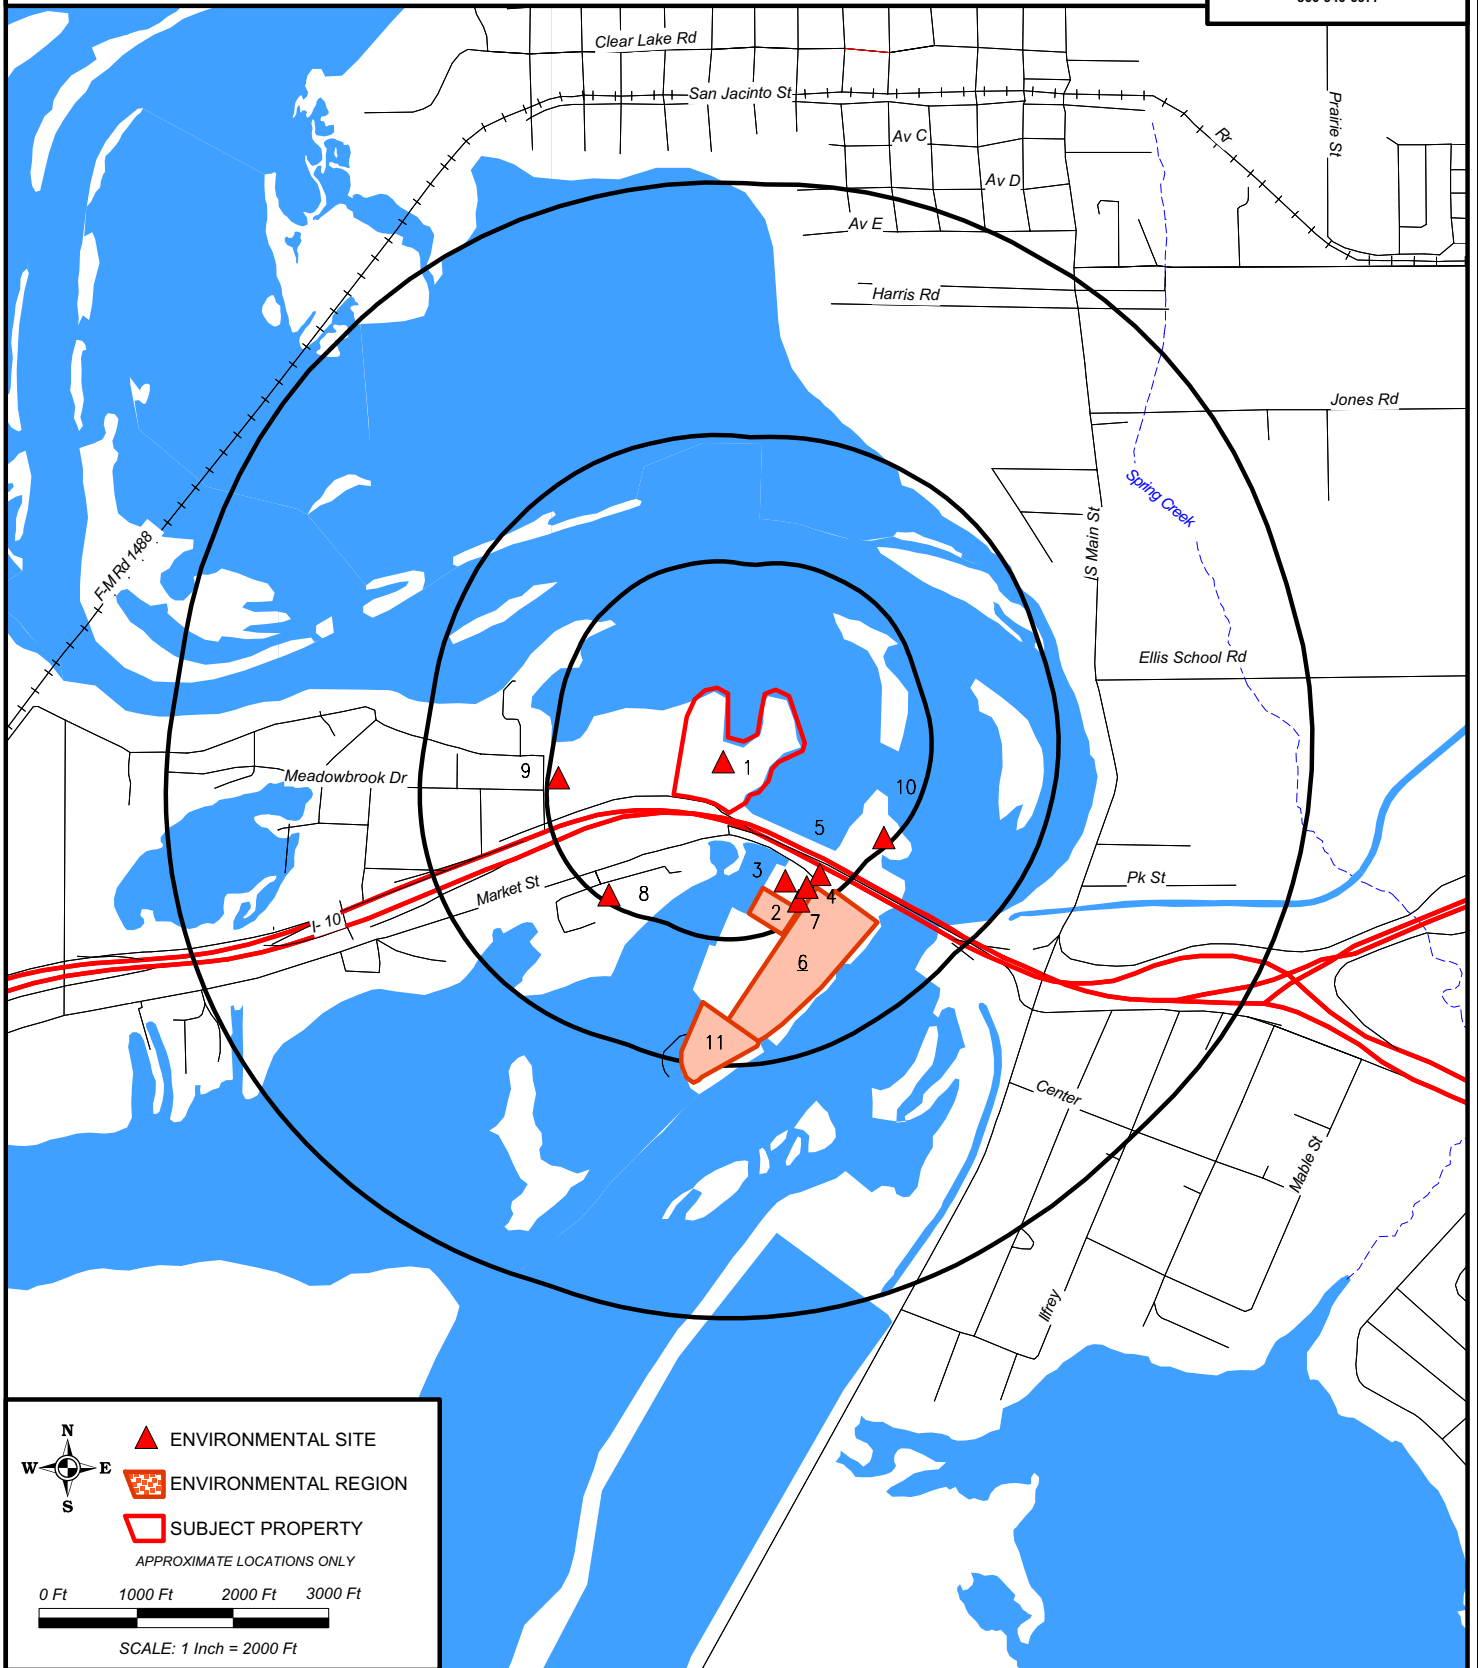 Clear Lake Rd
San Jacinto St
Prairie St
Rr
Av C
Av D
Av E
Harris Rd
Jones Rd
Spring Creek
S Main St
F-M Rd 1488
Ellis School Rd
Meadowbrook Dr
9
1
10
5
3
4
2
7
8
6
11
Market St
I- 10
Pk St
Center
Mable St
Ilfrey
N
W
E
S
ENVIRONMENTAL SITE
ENVIRONMENTAL REGION
SUBJECT PROPERTY
APPROXIMATE LOCATIONS ONLY
0 Ft 1000 Ft 2000 Ft 3000 Ft
SCALE: 1 Inch = 2000 Ft